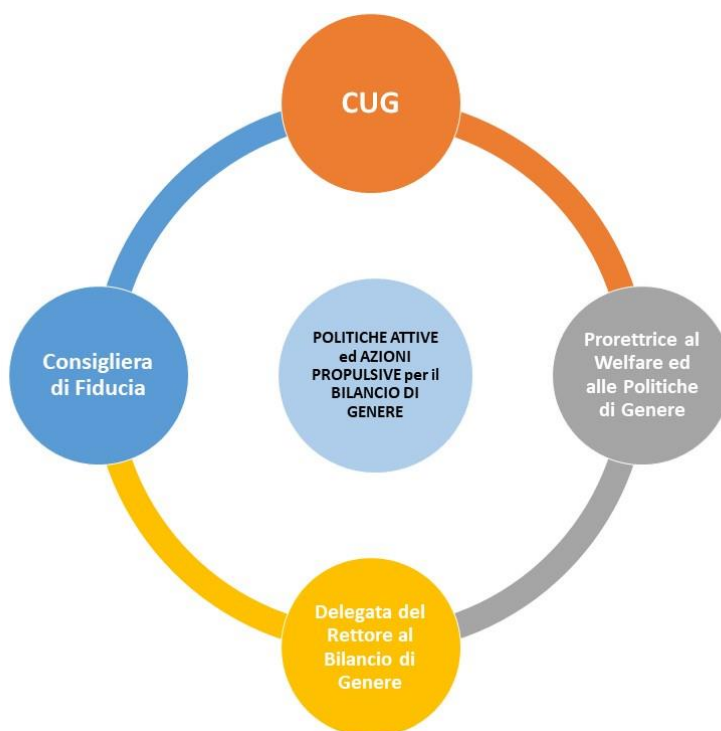 CUG
Consigliera
di Fiducia
POLITICHE ATTIVE
ed AZIONI
PROPULSIVE per il
BILANCIO DI
GENERE
Prorettrice al
Welfare ed
alle Politiche
di Genere
Delegata del
Rettore al
Bilancio di
Genere